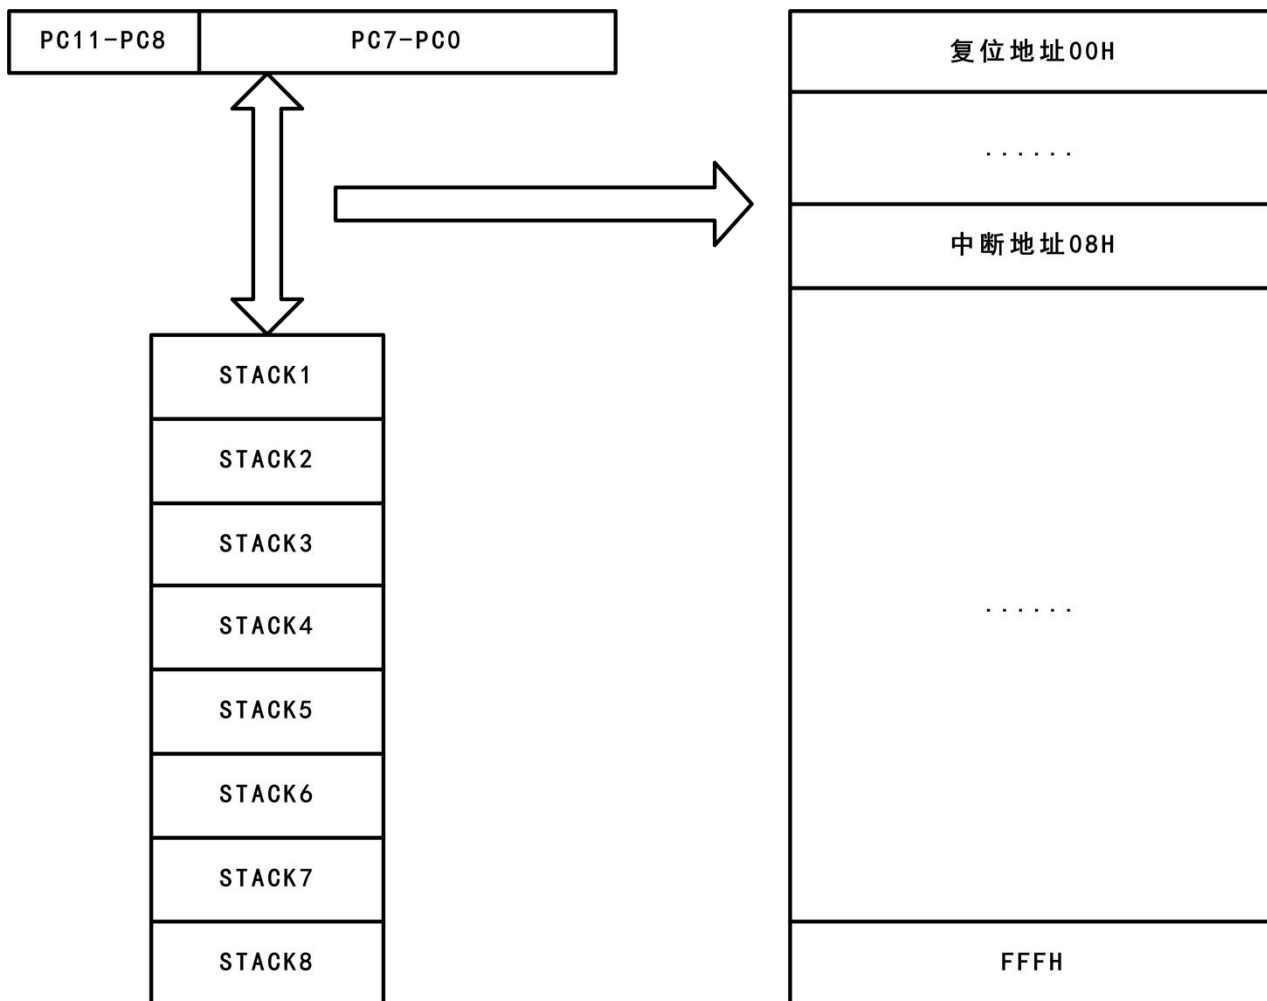 PC11-PC8
PC7-PC0
STACK1
STACK2
STACK3
STACK4
STACK5
STACK6
STACK7
STACK8
复位地址00H
......
中断地址08H
......
FFFH